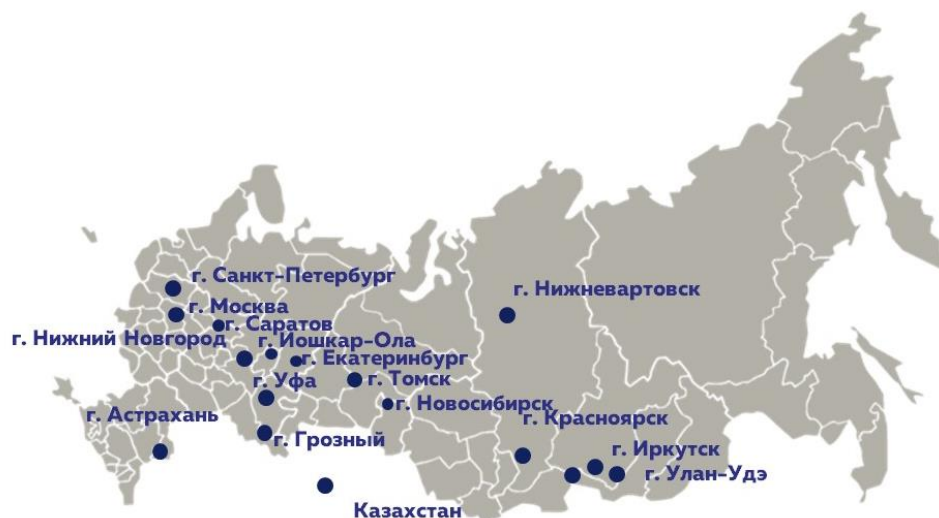 г. Санкт-Петербург
г. Нижневартовск
г. Москва
г. Саратов
г. Нижний Новгород
г. Йошкар-Ола
г. Екатеринбург
г. Уфа
г. Томск
г. Новосибирск
г. Астрахань
г. Красноярск
г. Грозный
г. Иркутск
г. Улан-Удэ
Казахстан